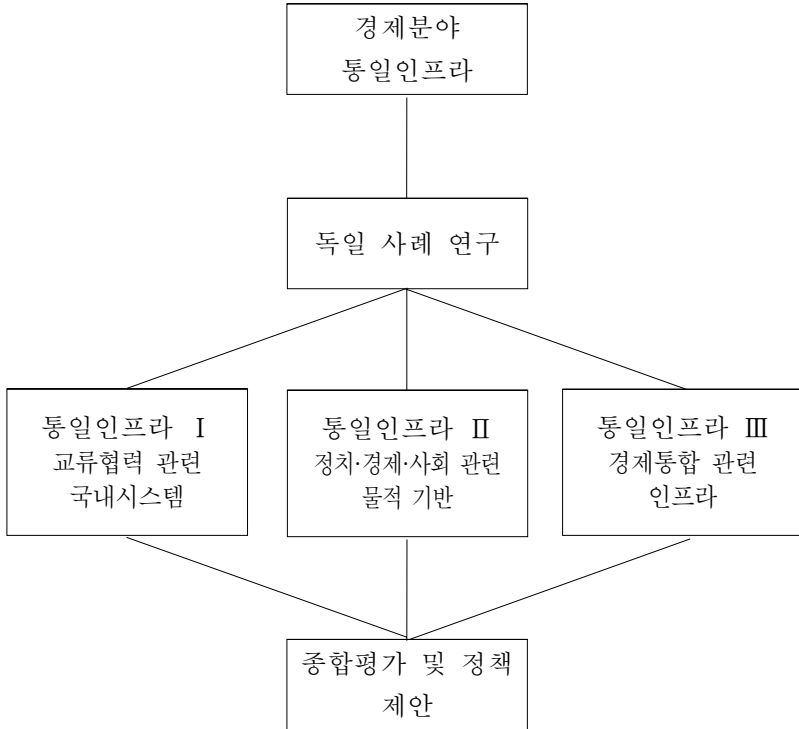 경제분야
통일인프라
독일 사례 연구
통일인프라 Ⅰ
교류협력 관련
국내시스템
통일인프라 Ⅱ
정치·경제·사회 관련
물적 기반
통일인프라 Ⅲ
경제통합 관련
인프라
종합평가 및 정책
제안